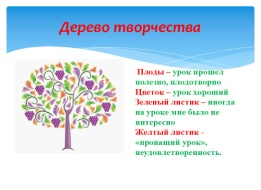 Дерево творчества
Плоды – урок прошел
полезно, плодотворно
Цветок – урок хороший
Зеленый листик – иногда
на уроке мне было не
интересно
Желтый листик -
«пропащий урок»,
неудовлетворенность.